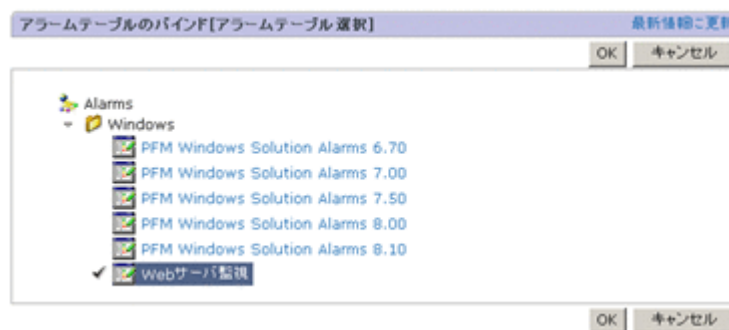 アラームテーブルのバインド[アラームテーブル選択]
最新情報に更新
OK キャンセル
Alarms
Windows
PFM Windows Solution Alarms 6.70
PFM Windows Solution Alarms 7.00
PFM Windows Solution Alarms 7.50
PFM Windows Solution Alarms 8.00
PFM Windows Solution Alarms 8.10
Webサーバ監視
OK キャンセル